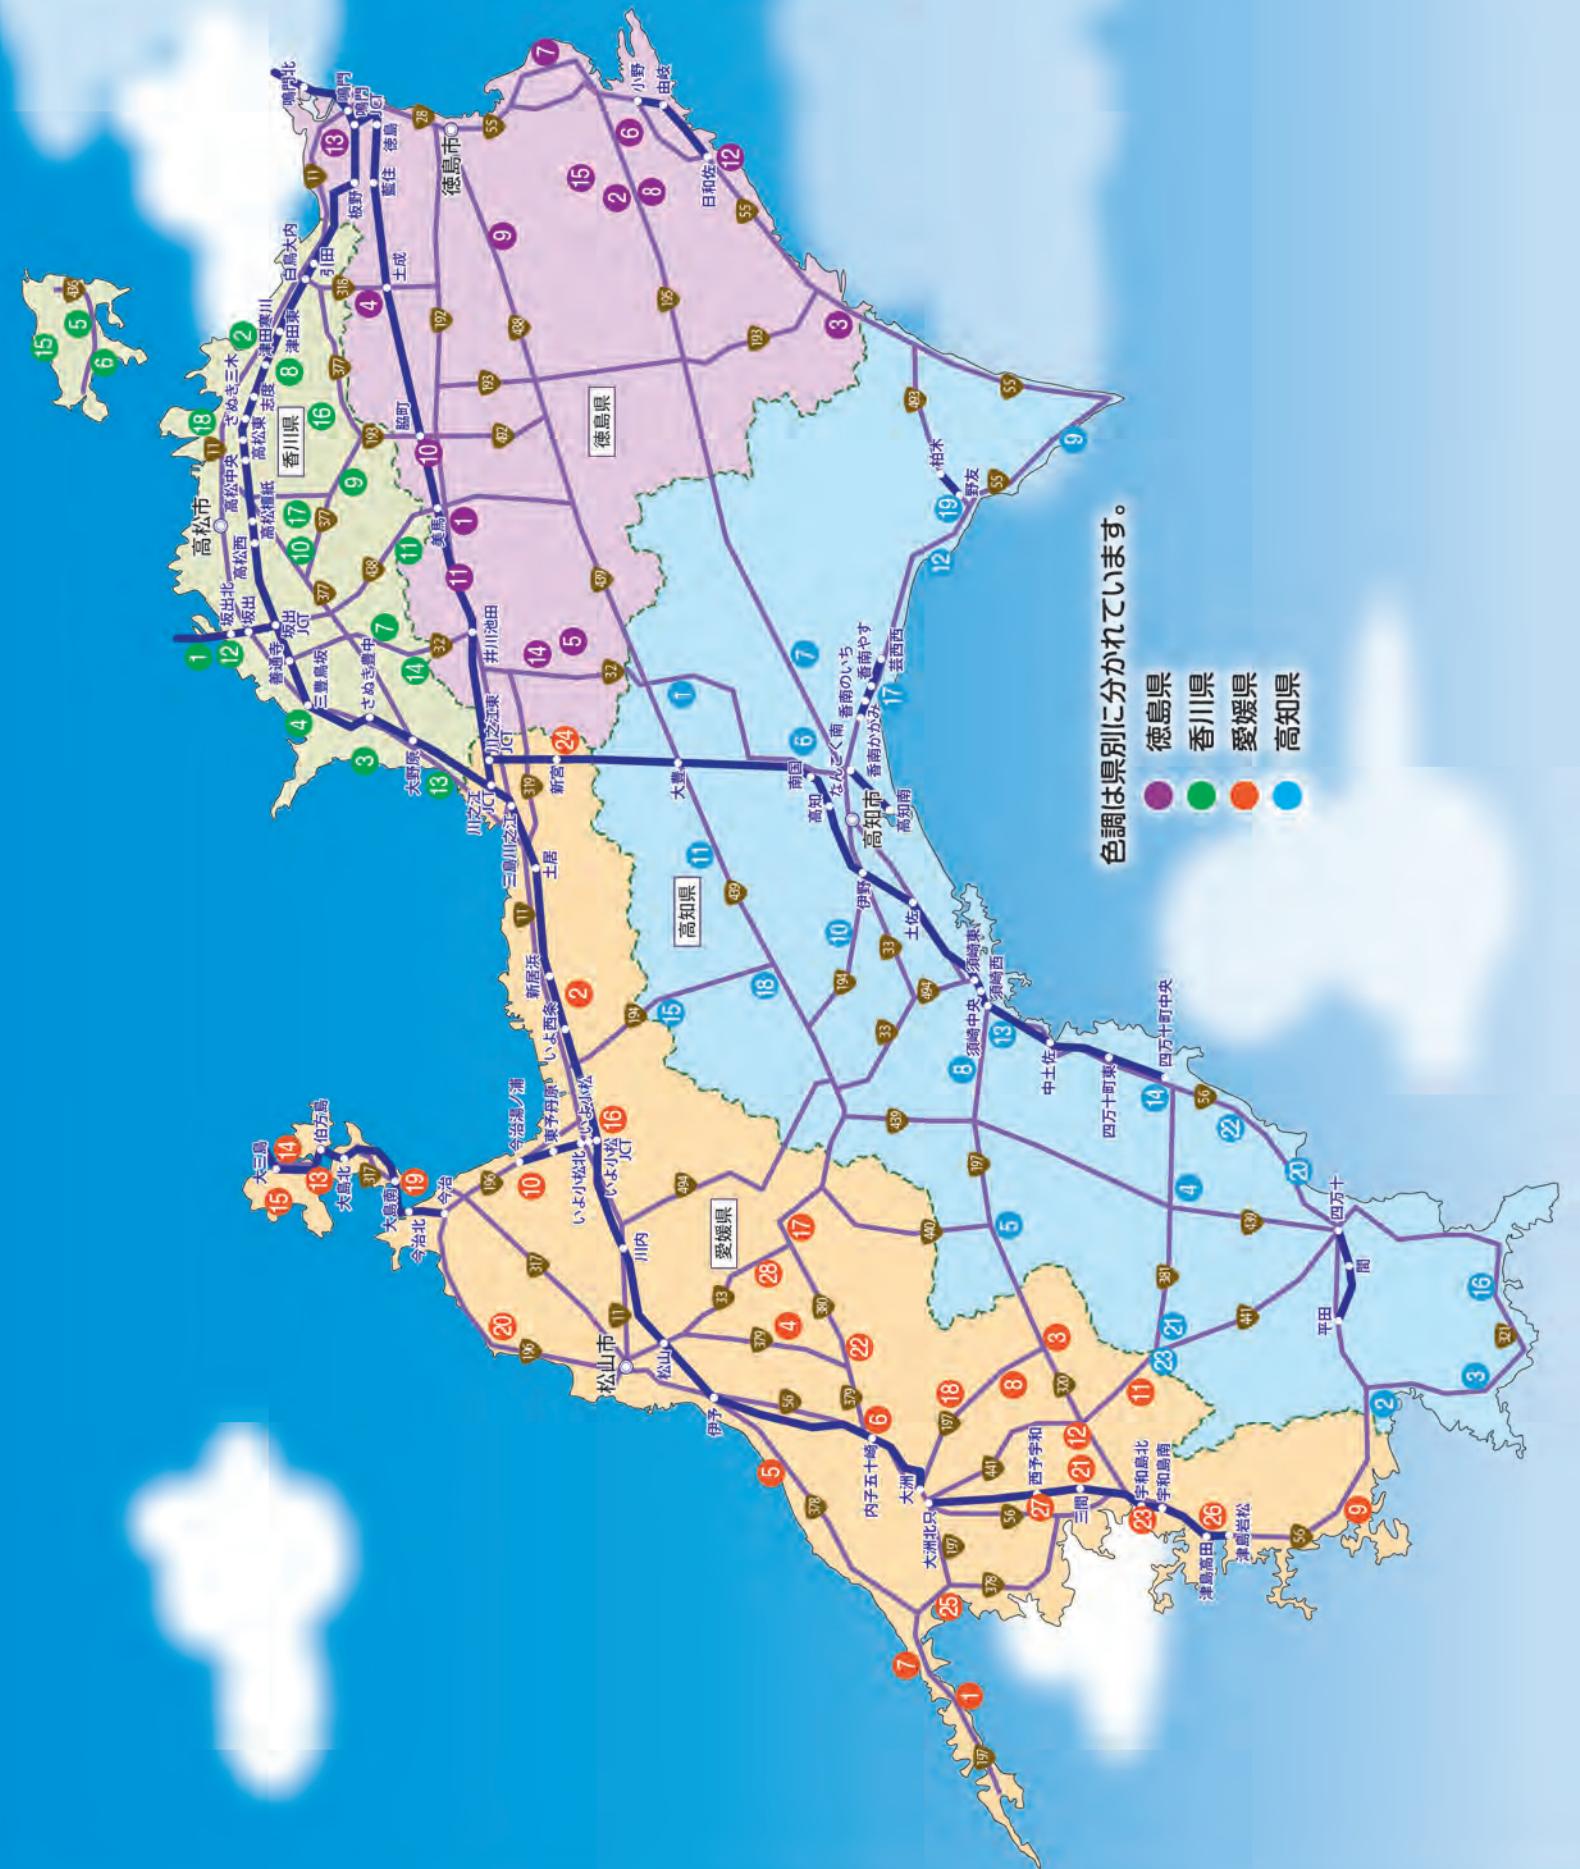 鳴門北
鳴門
鳴門JCT
徳島
板野
藍住
徳島市
白鳥大内
引田
土成
津田寒川
津田東
さぬき三木
志度
香川県
高松東
高松中央
高松市
高松檀紙
高松西
脇町
美馬
徳島県
坂出北
坂出
坂出JCT
善通寺
三豊鳥坂
さぬき豊中
大野原
井川池田
川之江東JCT
川之江JCT
三島川之江
新宮
土居
新居浜
いよ西条
東予丹原
いよ小松
いよ小松北
いよ小松JCT
今治湯ノ浦
大三島
伯方島
大島北
大島南
今治北
今治
川内
愛媛県
松山市
松山
伊予
内子五十崎
大洲
大洲北只
西予宇和
三間
宇和島北
宇和島南
津島高田
津島岩松
小野
由岐
日和佐
柏木
野友
芸西西
香南やす
香南のいち
香南かがみ
なんこく南
南国
高知
高知市
高知南
大豊
高知県
伊野
土佐
須崎東
須崎西
須崎中央
中土佐
四万十町東
四万十町中央
四万十
間
平田
色調は県別に分かれています。
徳島県
香川県
愛媛県
高知県